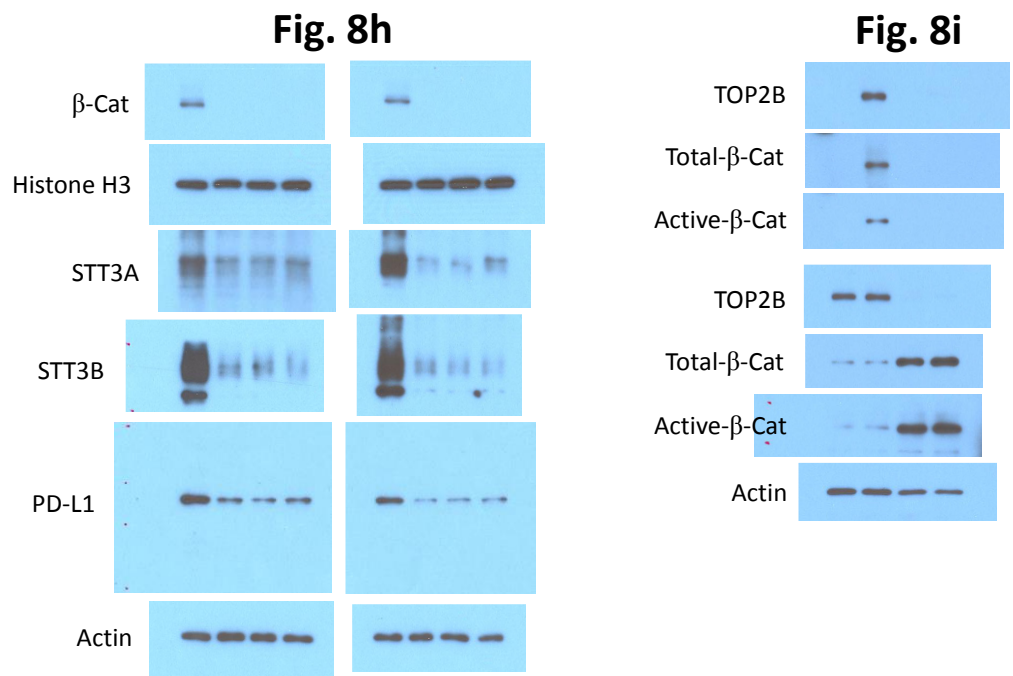 Fig. 8h
β-Cat
Histone H3
STT3A
STT3B
PD-L1
Actin
Fig. 8i
TOP2B
Total-β-Cat
Active-β-Cat
TOP2B
Total-β-Cat
Active-β-Cat
Actin